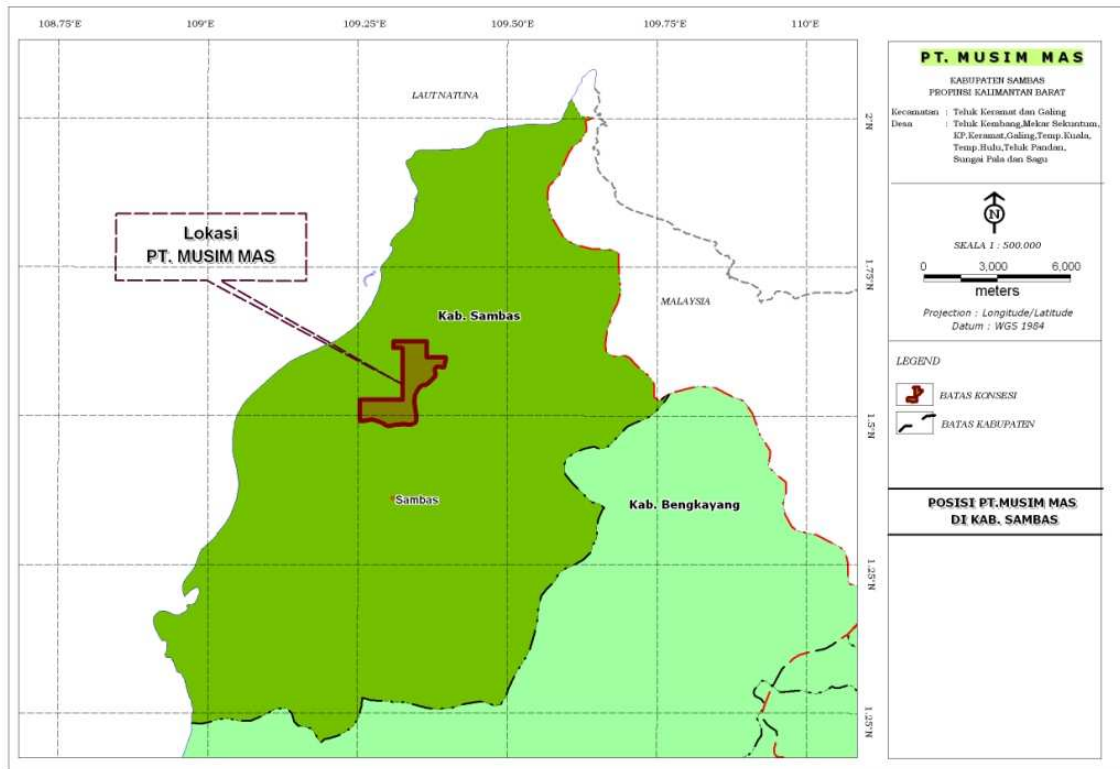 108.75°E 109°E 109.25°E 109.50°E 109.75°E 110°E
LAUT NATUNA
2°N
Lokasi
PT. MUSIM MAS
1.75°N
MALAYSIA
Kab. Sambas
1.5°N
Sambas
Kab. Bengkayang
1.25°N
1.25°N
PT. MUSIM MAS
KABUPATEN SAMBAS
PROPINSI KALIMANTAN BARAT
Kecamatan : Teluk Keramat dan Galing
Desa : Teluk Kembang,Mekar Sekuntum,
KP,Keramat,Galing,Temp.Kuala,
Temp.Hulu,Teluk Pandan,
Sungai Pala dan Sagu
N
SKALA 1 : 500.000
0 3,000 6,000
meters
Projection : Longitude/Latitude
Datum : WGS 1984
LEGEND
BATAS KONSESI
BATAS KABUPATEN
POSISI PT.MUSIM MAS
DI KAB. SAMBAS